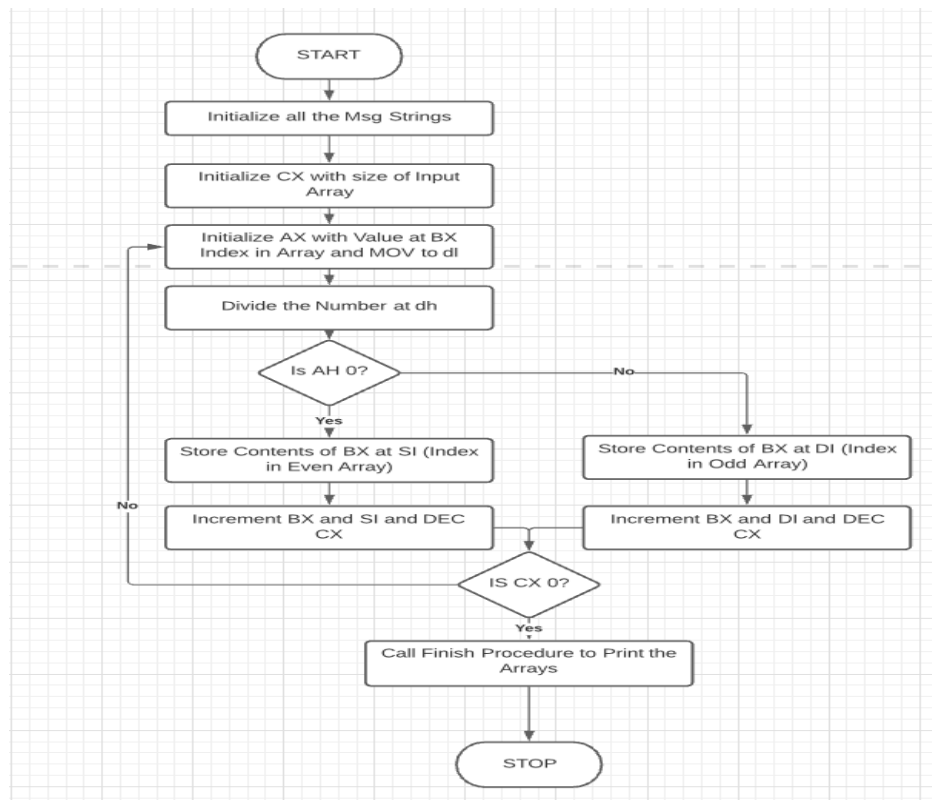 START
Initialize all the Msg Strings
Initialize CX with size of Input
Array
Initialize AX with Value at BX
Index in Array and MOV to dl
Divide the Number at dh
Is AH 0?
No
Yes
Store Contents of BX at SI (Index
in Even Array)
Store Contents of BX at DI (Index
in Odd Array)
No
Increment BX and SI and DEC
CX
Increment BX and DI and DEC
CX
IS CX 0?
Yes
Call Finish Procedure to Print the
Arrays
STOP